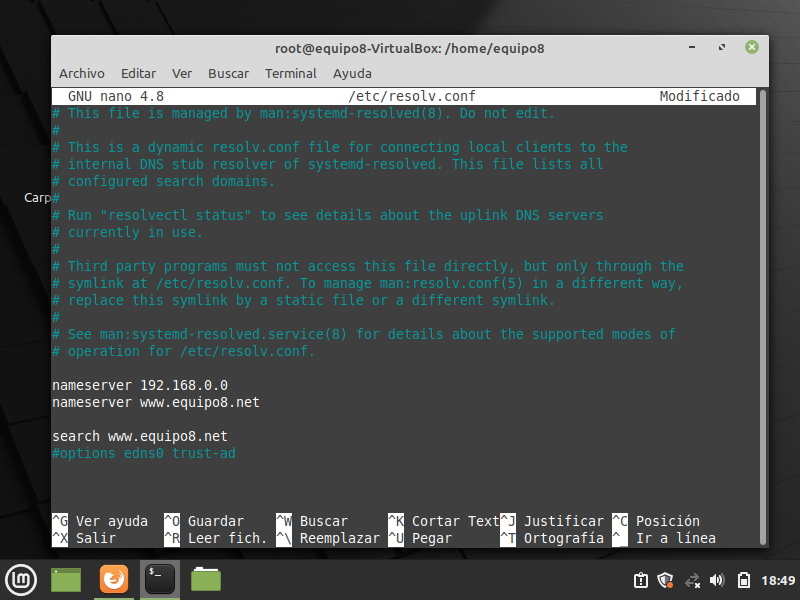 root@equipo8-VirtualBox: /home/equipo8
Archivo Editar Ver Buscar Terminal Ayuda
GNU nano 4.8 /etc/resolv.conf Modificado
# This file is managed by man:systemd-resolved(8). Do not edit.
#
# This is a dynamic resolv.conf file for connecting local clients to the
# internal DNS stub resolver of systemd-resolved. This file lists all
# configured search domains.
Carp
#
# Run "resolvectl status" to see details about the uplink DNS servers
# currently in use.
#
# Third party programs must not access this file directly, but only through the
# symlink at /etc/resolv.conf. To manage man:resolv.conf(5) in a different way,
# replace this symlink by a static file or a different symlink.
#
# See man:systemd-resolved.service(8) for details about the supported modes of
# operation for /etc/resolv.conf.
nameserver 192.168.0.0
nameserver www.equipo8.net
search www.equipo8.net
#options edns0 trust-ad
^G Ver ayuda ^O Guardar ^W Buscar ^K Cortar Text ^J Justificar ^C Posición
^X Salir ^R Leer fich. ^\ Reemplazar ^U Pegar ^T Ortografía ^_ Ir a línea
18:49